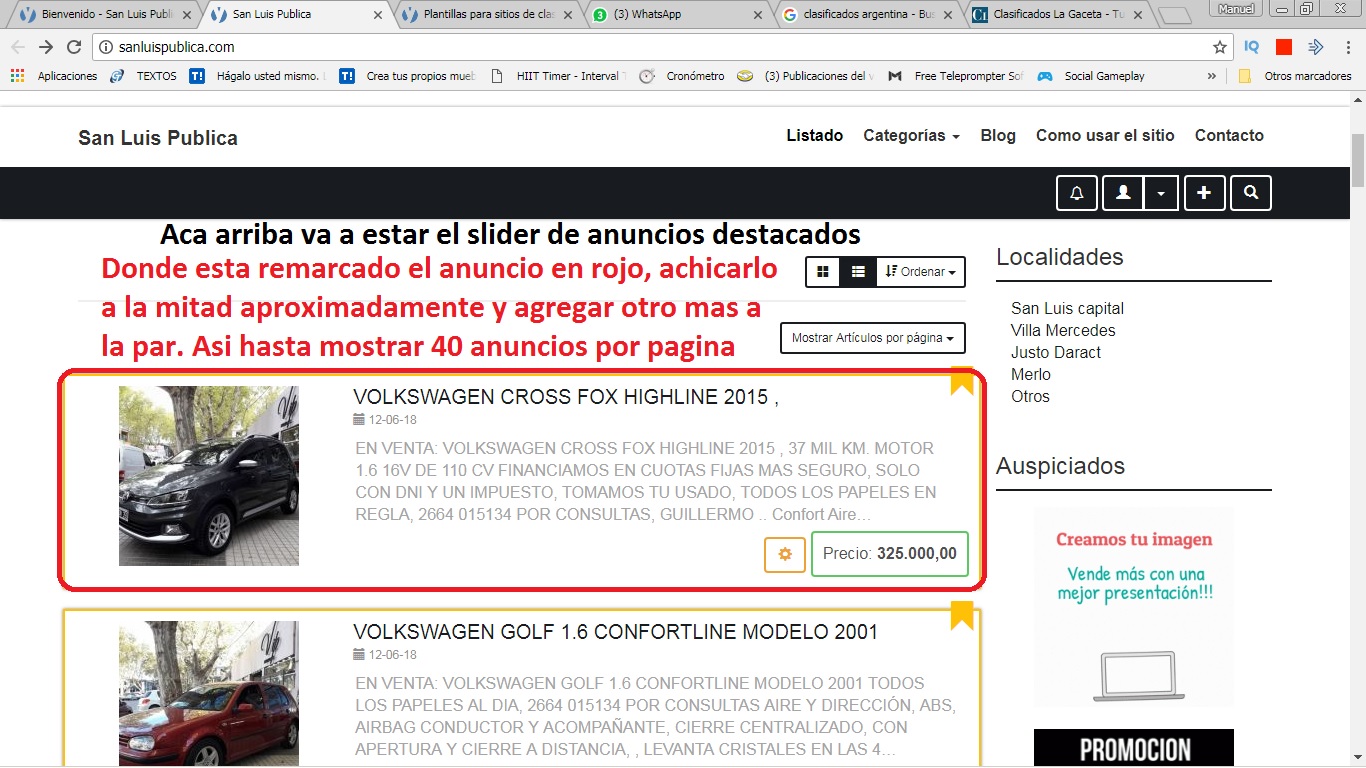 Bienvenido - San Luis Publi
San Luis Publica
Plantillas para sitios de clas
(3) WhatsApp
clasificados argentina - Bus
Clasificados La Gaceta - Tu
Manuel
sanluispublica.com
IQ
Aplicaciones
TEXTOS
T!
Hágalo usted mismo.
T!
Crea tus propios mueb
HIIT Timer - Interval
Cronómetro
(3) Publicaciones del v
Free Teleprompter Sof
Social Gameplay
»
Otros marcadores
San Luis Publica
Listado
Categorías
Blog
Como usar el sitio
Contacto
Aca arriba va a estar el slider de anuncios destacados
Donde esta remarcado el anuncio en rojo, achicarlo
a la mitad aproximadamente y agregar otro mas a
la par. Asi hasta mostrar 40 anuncios por pagina
Ordenar
Mostrar Artículos por página
VOLKSWAGEN CROSS FOX HIGHLINE 2015 ,
12-06-18
EN VENTA: VOLKSWAGEN CROSS FOX HIGHLINE 2015 , 37 MIL KM. MOTOR
1.6 16V DE 110 CV FINANCIAMOS EN CUOTAS FIJAS MAS SEGURO, SOLO
CON DNI Y UN IMPUESTO, TOMAMOS TU USADO, TODOS LOS PAPELES EN
REGLA, 2664 015134 POR CONSULTAS, GUILLERMO .. Confort Aire...
Precio: 325.000,00
VOLKSWAGEN GOLF 1.6 CONFORTLINE MODELO 2001
12-06-18
EN VENTA: VOLKSWAGEN GOLF 1.6 CONFORTLINE MODELO 2001 TODOS
LOS PAPELES AL DIA, 2664 015134 POR CONSULTAS AIRE Y DIRECCIÓN, ABS,
AIRBAG CONDUCTOR Y ACOMPAÑANTE, CIERRE CENTRALIZADO, CON
APERTURA Y CIERRE A DISTANCIA, , LEVANTA CRISTALES EN LAS 4...
Localidades
San Luis capital
Villa Mercedes
Justo Daract
Merlo
Otros
Auspiciados
Creamos tu imagen
Vende más con una
mejor presentación!!!
PROMOCION